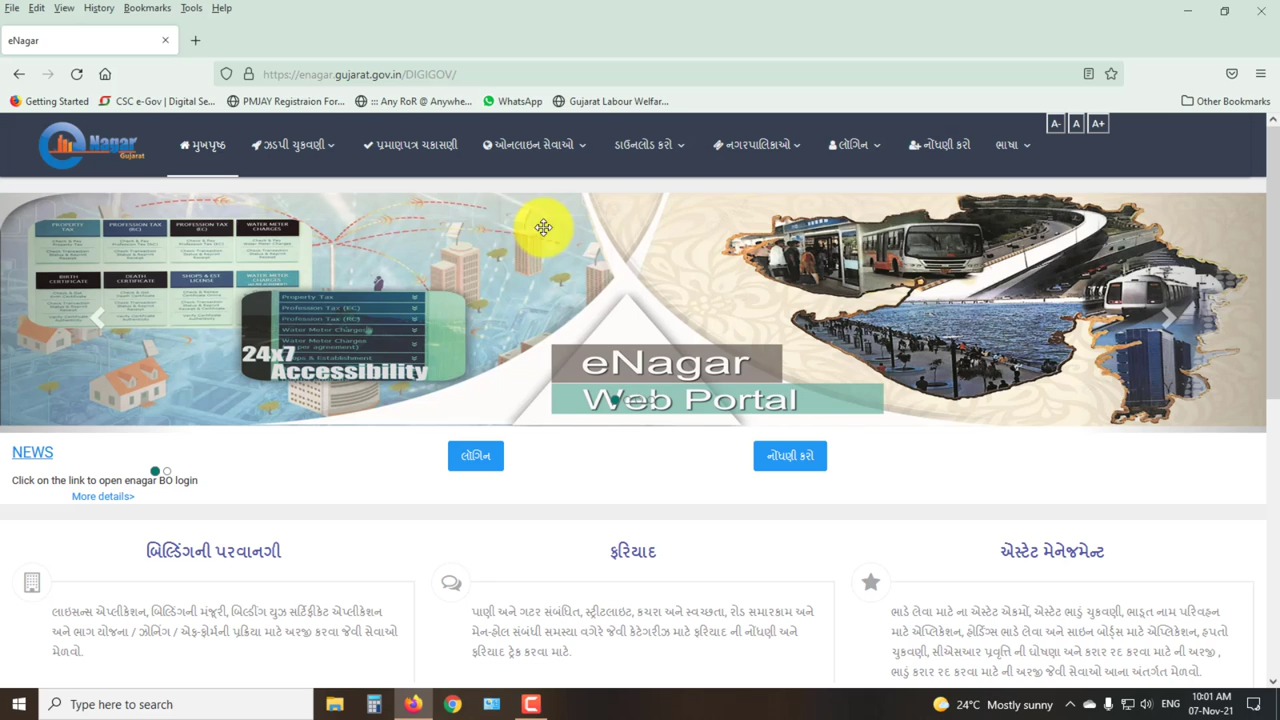 File Edit View History Bookmarks Tools Help
eNagar
https://enagar.gujarat.gov.in/DIGIGOV/
Getting Started CSC e-Gov | Digital Se... PMJAY Registraion For... ::: Any RoR @ Anywhe... WhatsApp Gujarat Labour Welfar... Other Bookmarks
A- A A+
Nagar
Gujarat
મુખપૃષ્ઠ ઝડપી ચુકવણી પ્રમાણપત્ર ચકાસણી ઓનલાઇન સેવાઓ ડાઉનલોડ કરો નગરપાલિકાઓ લૉગિન નોંધણી કરો ભાષા
PROPERTY TAX PROFESSION TAX (RC) PROFESSION TAX (EC) WATER METER CHARGES
BIRTH CERTIFICATE DEATH CERTIFICATE SHOPS & EST LICENSE
Property Tax
Profession Tax (EC)
Profession Tax (RC)
Water Meter Charges
Water Meter Charges
(per agreement)
Shops & Establishment
24x7
Accessibility
eNagar
Web Portal
NEWS
લૉગિન
નોંધણી કરો
Click on the link to open enagar BO login
More details>
બિલ્ડિંગની પરવાનગી
લાઇસન્સ એપ્લીકેશન, બિલ્ડિંગની મંજૂરી, બિલ્ડીંગ યુઝ સર્ટિફીકેટ એપ્લીકેશન
અને ભાગ યોજના / ઝોનિંગ / એફ-ફોર્મની પ્રક્રિયા માટે અરજી કરવા જેવી સેવાઓ
મેળવો.
ફરિયાદ
પાણી અને ગટર સંબંધિત, સ્ટ્રીટલાઇટ, કચરા અને સ્વચ્છતા, રોડ સમારકામ અને
મેન-હોલ સંબંધી સમસ્યા વગેરે જેવી કેટેગરીઝ માટે ફરિયાદ ની નોંધણી અને
ફરિયાદ ટ્રેક કરવા માટે.
એસ્ટેટ મેનેજમેન્ટ
ભાડે લેવા માટે ના એસ્ટેટ એકમો, એસ્ટેટ ભાડું ચુકવણી, ભાડૂત નામ પરિવહન
માટે એપ્લિકેશન, હોર્ડિંગ્સ ભાડે લેવા અને સાઇન બોર્ડ્સ માટે એપ્લિકેશન, હપતો
ચુકવણી, સીએસઆર પ્રવૃત્તિ ની ઘોષણા અને કરાર રદ કરવા માટે ની અરજી ,
ભાડું કરાર રદ કરવા માટે ની અરજી જેવી સેવાઓ આના અંતર્ગત મેળવો.
Type here to search
24°C Mostly sunny
ENG
10:01 AM
07-Nov-21